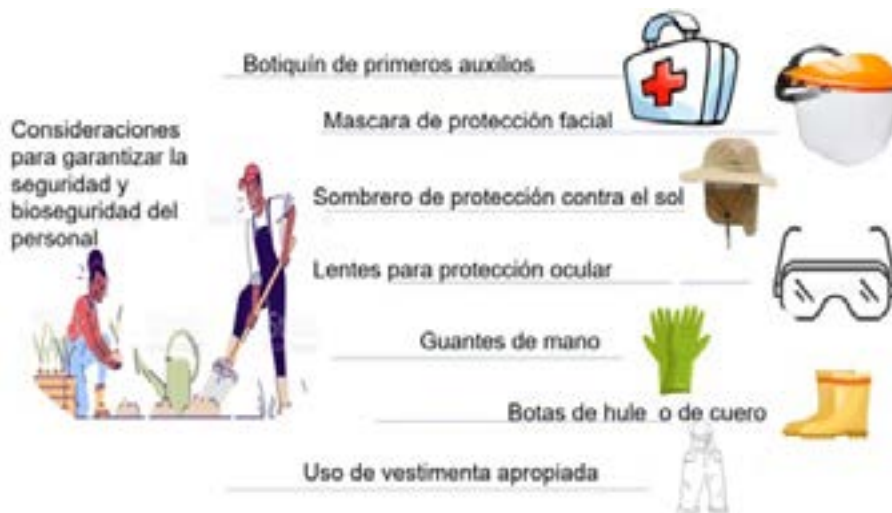 Botiquín de primeros auxilios
Mascara de protección facial
Consideraciones
para garantizar la
seguridad y
bioseguridad del
personal
Sombrero de protección contra el sol
Lentes para protección ocular
Guantes de mano
Botas de hule o de cuero
Uso de vestimenta apropiada